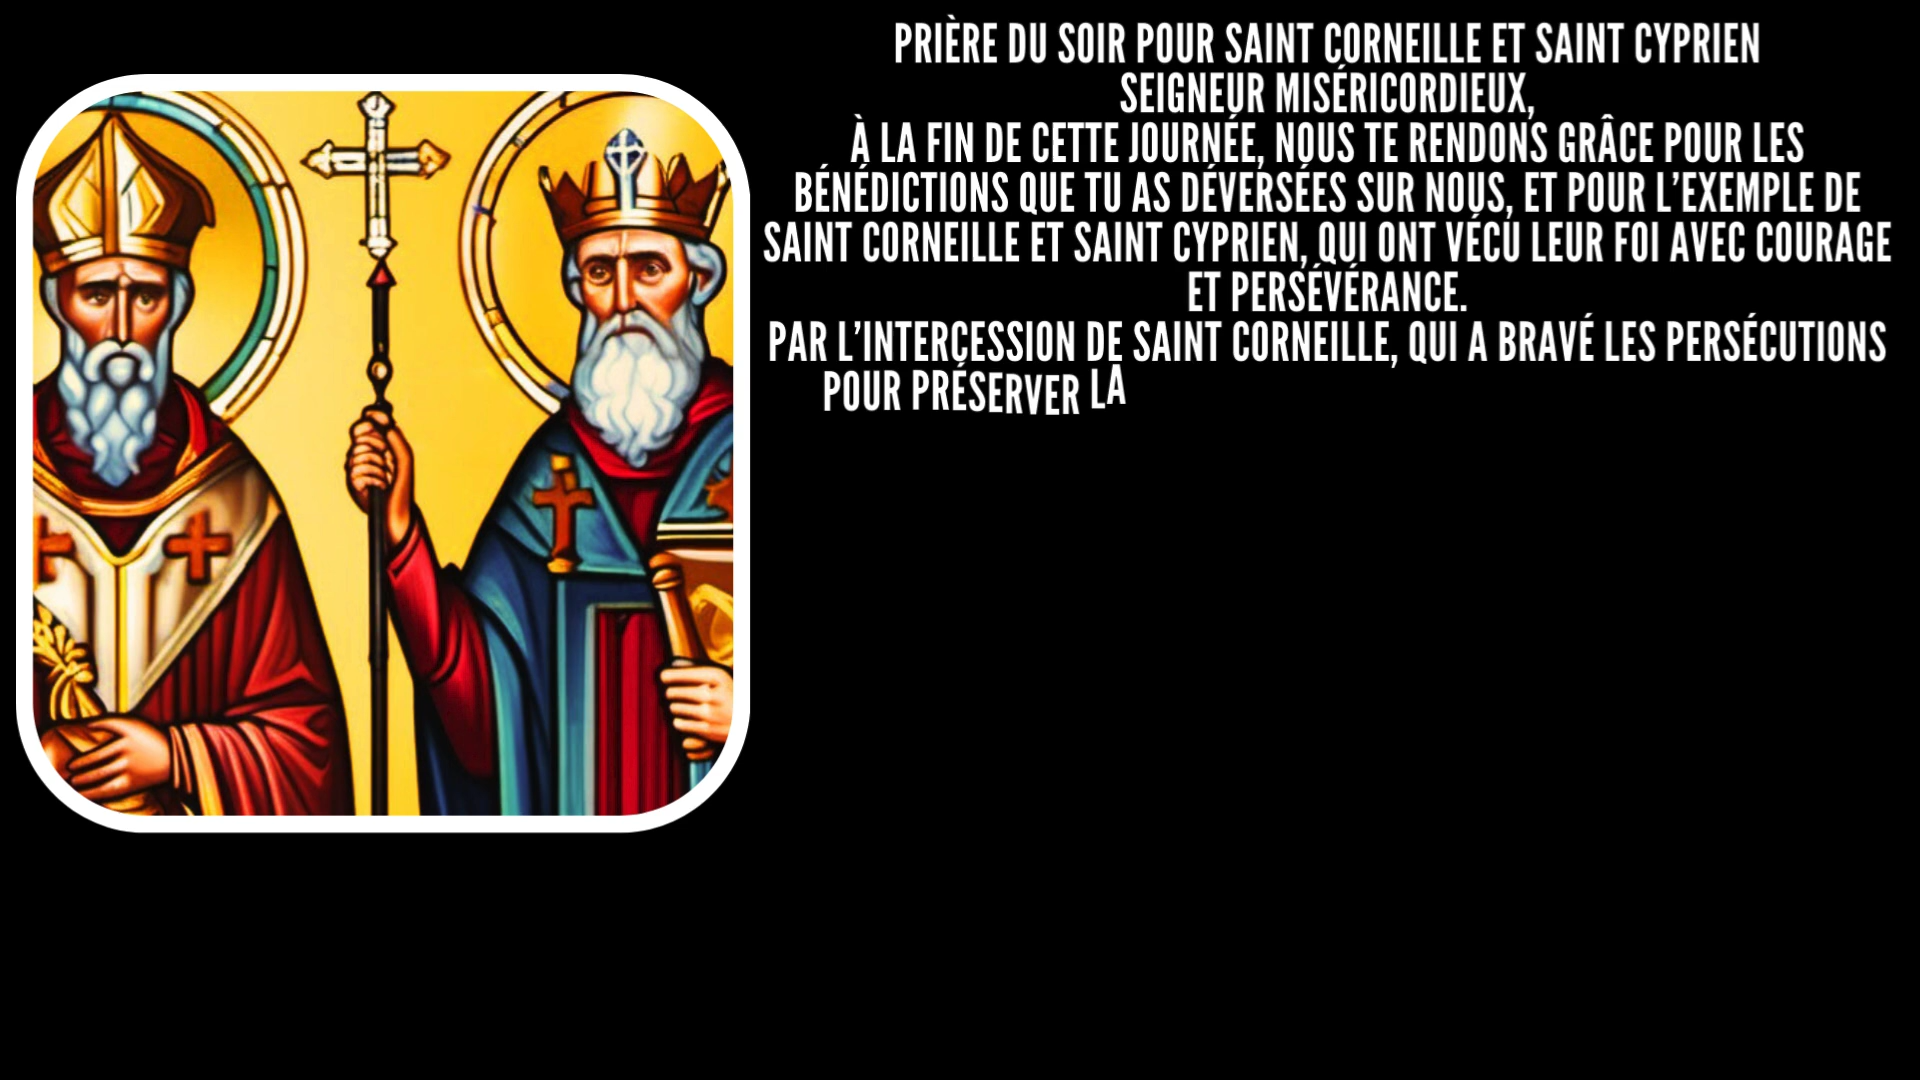 PRIÈRE DU SOIR POUR SAINT CORNEILLE ET SAINT CYPRIEN
SEIGNEUR MISÉRICORDIEUX,
À LA FIN DE CETTE JOURNÉE, NOUS TE RENDONS GRÂCE POUR LES
BÉNÉDICTIONS QUE TU AS DÉVERSÉES SUR NOUS, ET POUR L’EXEMPLE DE
SAINT CORNEILLE ET SAINT CYPRIEN, QUI ONT VÉCU LEUR FOI AVEC COURAGE
ET PERSÉVÉRANCE.
PAR L’INTERCESSION DE SAINT CORNEILLE, QUI A BRAVÉ LES PERSÉCUTIONS
POUR PRÉSERVER LA